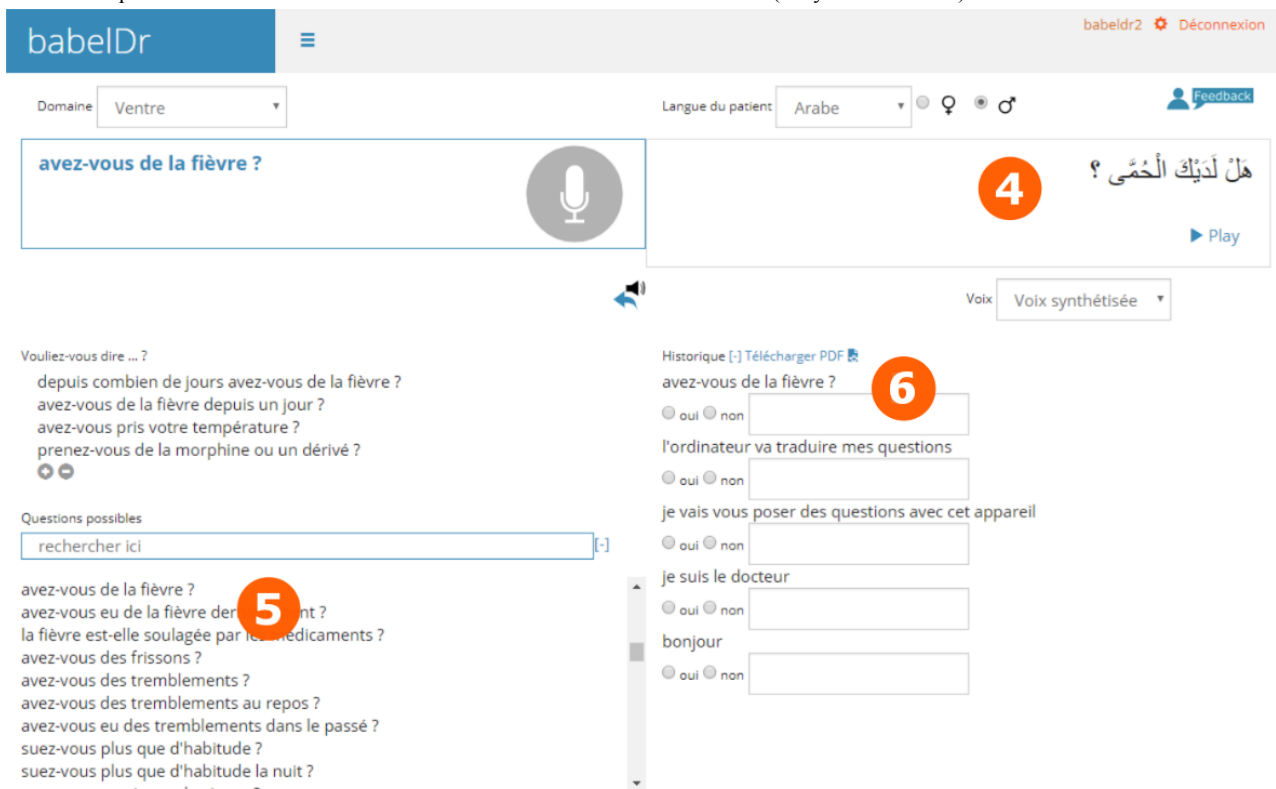 babelDr
babeldr2 Déconnexion
Domaine Ventre
Langue du patient Arabe
Feedback
avez-vous de la fièvre ?
4
هَلْ لَدَيْكَ الْحُمَّى ؟
Play
Voix Voix synthétisée
Vouliez-vous dire ... ?
depuis combien de jours avez-vous de la fièvre ?
avez-vous de la fièvre depuis un jour ?
avez-vous pris votre température ?
prenez-vous de la morphine ou un dérivé ?
Questions possibles
rechercher ici [-]
avez-vous de la fièvre ?
avez-vous eu de la fièvre
5
la fièvre est-elle soulagée par médicaments ?
avez-vous des frissons ?
avez-vous des tremblements ?
avez-vous des tremblements au repos ?
avez-vous eu des tremblements dans le passé ?
suez-vous plus que d'habitude ?
suez-vous plus que d'habitude la nuit ?
Historique [-] Télécharger PDF
6
avez-vous de la fièvre ?
oui non
l'ordinateur va traduire mes questions
oui non
je vais vous poser des questions avec cet appareil
oui non
je suis le docteur
oui non
bonjour
oui non